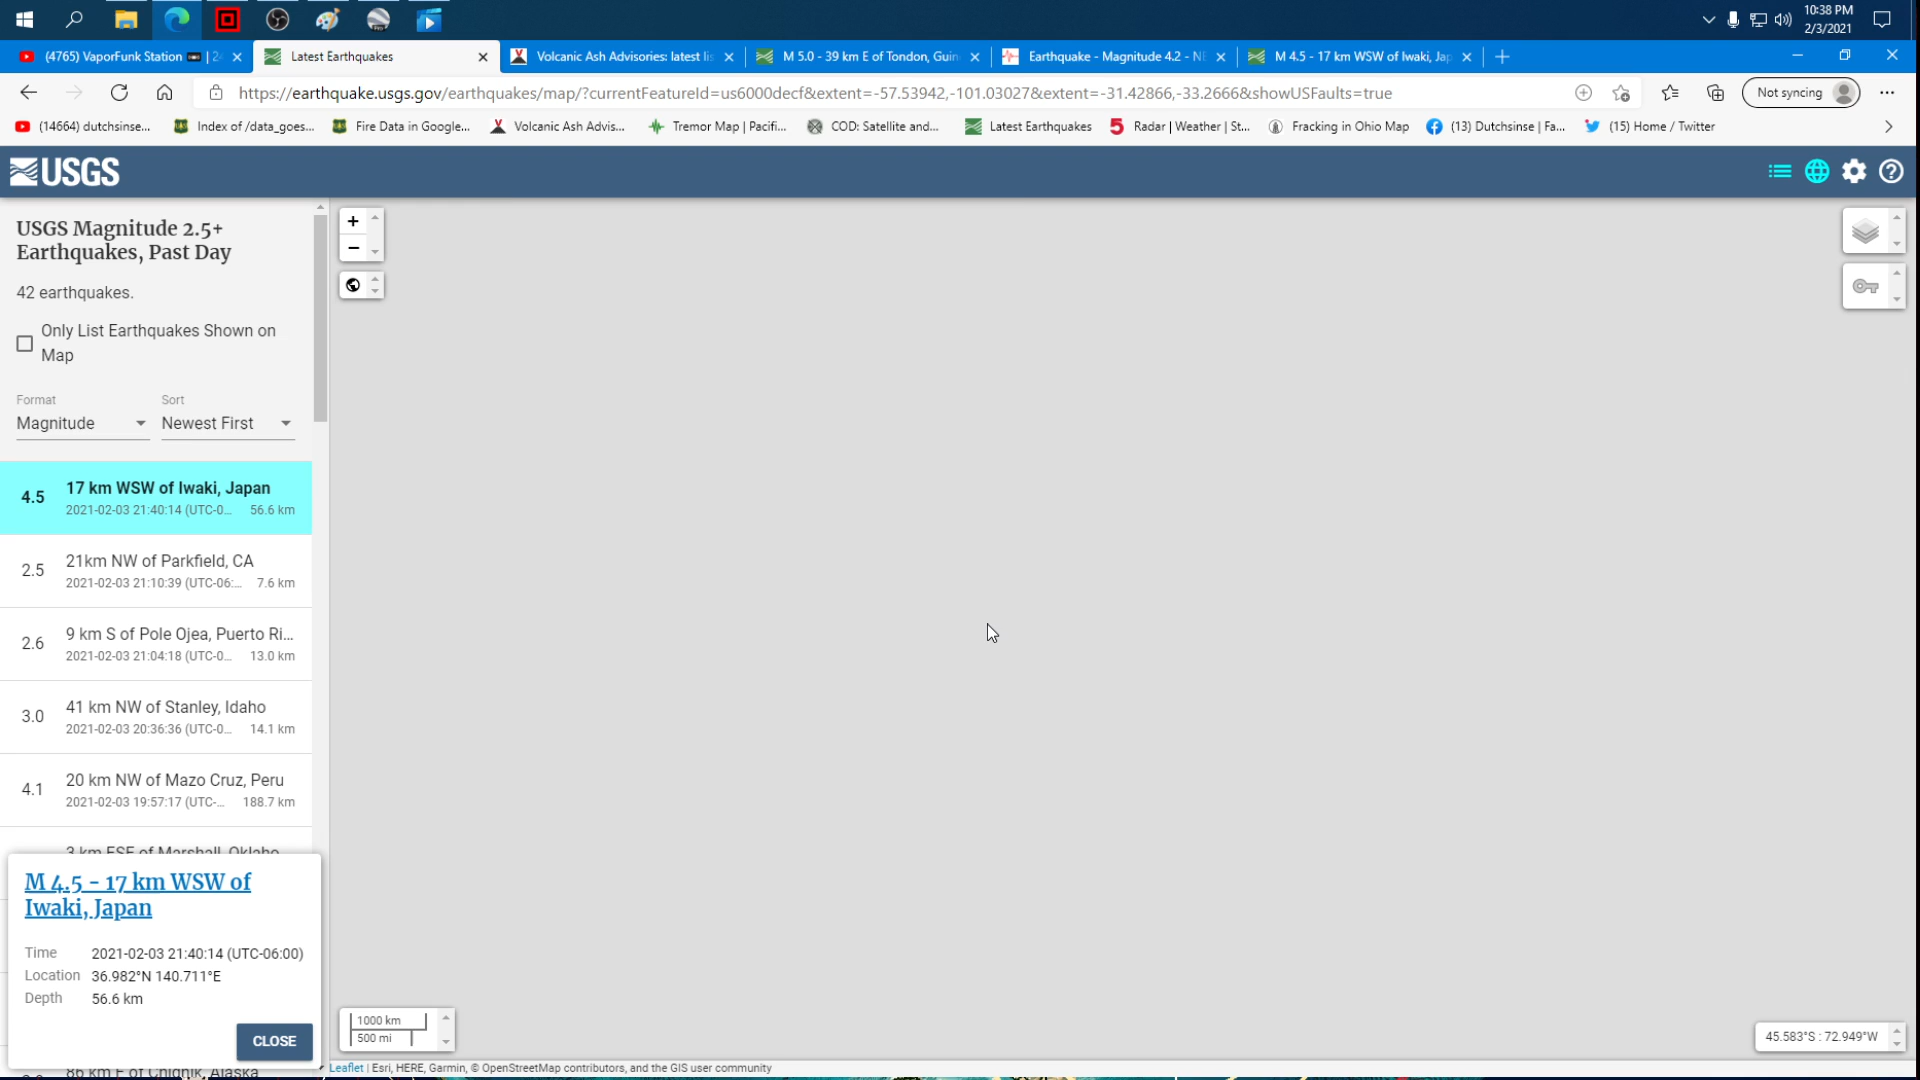 10:38 PM
2/3/2021
(4765) VaporFunk Station
Latest Earthquakes
Volcanic Ash Advisories: latest lis
M 5.0 - 39 km E of Tondon, Guin
Earthquake - Magnitude 4.2 - NE
M 4.5 - 17 km WSW of Iwaki, Jap
https://earthquake.usgs.gov/earthquakes/map/?currentFeatureId=us6000decf&extent=-57.53942,-101.03027&extent=-31.42866,-33.2666&showUSFaults=true
Not syncing
(14664) dutchsinse...
Index of /data_goes...
Fire Data in Google...
Volcanic Ash Advis...
Tremor Map | Pacifi...
COD: Satellite and...
Latest Earthquakes
Radar | Weather | St...
Fracking in Ohio Map
(13) Dutchsinse | Fa...
(15) Home / Twitter
USGS
USGS Magnitude 2.5+
Earthquakes, Past Day
42 earthquakes.
Only List Earthquakes Shown on
Map
Format
Sort
Magnitude
Newest First
4.5
17 km WSW of Iwaki, Japan
2021-02-03 21:40:14 (UTC-0... 56.6 km
2.5
21km NW of Parkfield, CA
2021-02-03 21:10:39 (UTC-06:... 7.6 km
2.6
9 km S of Pole Ojea, Puerto Ri...
2021-02-03 21:04:18 (UTC-0... 13.0 km
3.0
41 km NW of Stanley, Idaho
2021-02-03 20:36:36 (UTC-0... 14.1 km
4.1
20 km NW of Mazo Cruz, Peru
2021-02-03 19:57:17 (UTC-... 188.7 km
3 km ESE of Marshall, Oklaho
M 4.5 - 17 km WSW of
Iwaki, Japan
Time 2021-02-03 21:40:14 (UTC-06:00)
Location 36.982°N 140.711°E
Depth 56.6 km
CLOSE
86 km E of Chignik, Alaska
1000 km
500 mi
45.583°S : 72.949°W
Leaflet | Esri, HERE, Garmin, © OpenStreetMap contributors, and the GIS user community